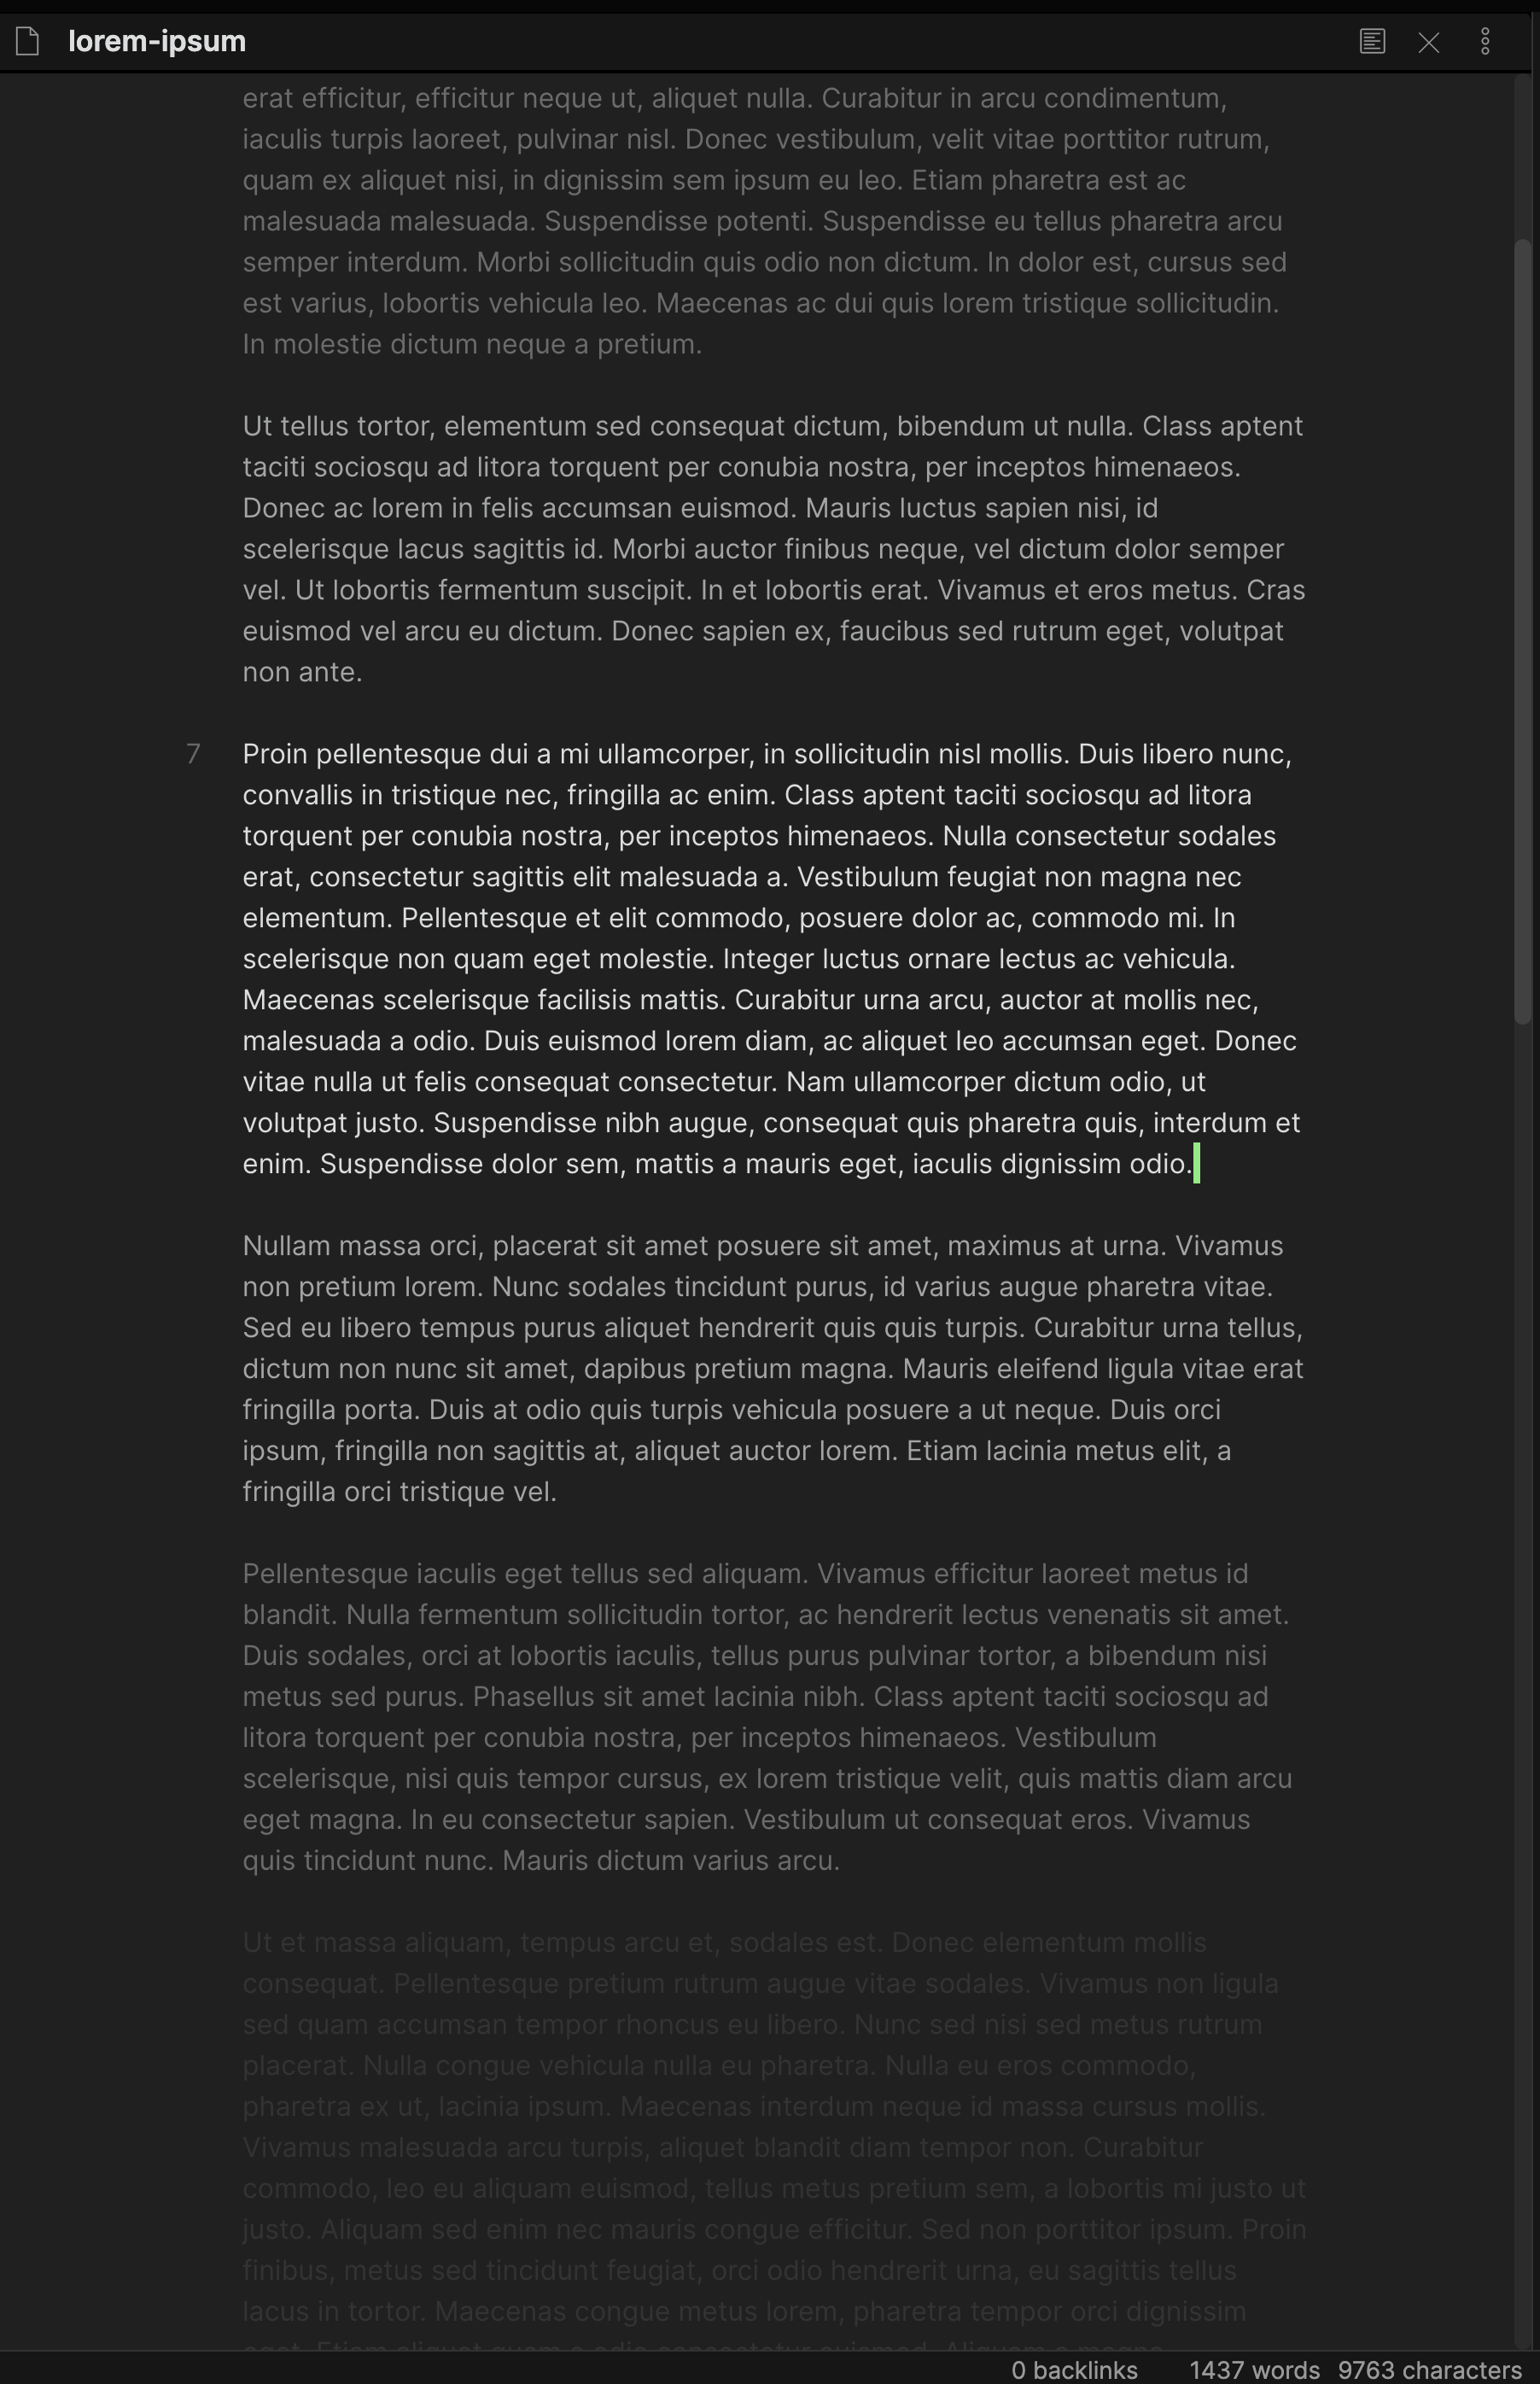 lorem-ipsum
erat efficitur, efficitur neque ut, aliquet nulla. Curabitur in arcu condimentum,
iaculis turpis laoreet, pulvinar nisl. Donec vestibulum, velit vitae porttitor rutrum,
quam ex aliquet nisi, in dignissim sem ipsum eu leo. Etiam pharetra est ac
malesuada malesuada. Suspendisse potenti. Suspendisse eu tellus pharetra arcu
semper interdum. Morbi sollicitudin quis odio non dictum. In dolor est, cursus sed
est varius, lobortis vehicula leo. Maecenas ac dui quis lorem tristique sollicitudin.
In molestie dictum neque a pretium.
Ut tellus tortor, elementum sed consequat dictum, bibendum ut nulla. Class aptent
taciti sociosqu ad litora torquent per conubia nostra, per inceptos himenaeos.
Donec ac lorem in felis accumsan euismod. Mauris luctus sapien nisi, id
scelerisque lacus sagittis id. Morbi auctor finibus neque, vel dictum dolor semper
vel. Ut lobortis fermentum suscipit. In et lobortis erat. Vivamus et eros metus. Cras
euismod vel arcu eu dictum. Donec sapien ex, faucibus sed rutrum eget, volutpat
non ante.
7 Proin pellentesque dui a mi ullamcorper, in sollicitudin nisl mollis. Duis libero nunc,
convallis in tristique nec, fringilla ac enim. Class aptent taciti sociosqu ad litora
torquent per conubia nostra, per inceptos himenaeos. Nulla consectetur sodales
erat, consectetur sagittis elit malesuada a. Vestibulum feugiat non magna nec
elementum. Pellentesque et elit commodo, posuere dolor ac, commodo mi. In
scelerisque non quam eget molestie. Integer luctus ornare lectus ac vehicula.
Maecenas scelerisque facilisis mattis. Curabitur urna arcu, auctor at mollis nec,
malesuada a odio. Duis euismod lorem diam, ac aliquet leo accumsan eget. Donec
vitae nulla ut felis consequat consectetur. Nam ullamcorper dictum odio, ut
volutpat justo. Suspendisse nibh augue, consequat quis pharetra quis, interdum et
enim. Suspendisse dolor sem, mattis a mauris eget, iaculis dignissim odio.
Nullam massa orci, placerat sit amet posuere sit amet, maximus at urna. Vivamus
non pretium lorem. Nunc sodales tincidunt purus, id varius augue pharetra vitae.
Sed eu libero tempus purus aliquet hendrerit quis quis turpis. Curabitur urna tellus,
dictum non nunc sit amet, dapibus pretium magna. Mauris eleifend ligula vitae erat
fringilla porta. Duis at odio quis turpis vehicula posuere a ut neque. Duis orci
ipsum, fringilla non sagittis at, aliquet auctor lorem. Etiam lacinia metus elit, a
fringilla orci tristique vel.
Pellentesque iaculis eget tellus sed aliquam. Vivamus efficitur laoreet metus id
blandit. Nulla fermentum sollicitudin tortor, ac hendrerit lectus venenatis sit amet.
Duis sodales, orci at lobortis iaculis, tellus purus pulvinar tortor, a bibendum nisi
metus sed purus. Phasellus sit amet lacinia nibh. Class aptent taciti sociosqu ad
litora torquent per conubia nostra, per inceptos himenaeos. Vestibulum
scelerisque, nisi quis tempor cursus, ex lorem tristique velit, quis mattis diam arcu
eget magna. In eu consectetur sapien. Vestibulum ut consequat eros. Vivamus
quis tincidunt nunc. Mauris dictum varius arcu.
Ut et massa aliquam, tempus arcu et, sodales est. Donec elementum mollis
consequat. Pellentesque pretium rutrum augue vitae sodales. Vivamus non ligula
sed quam accumsan tempor rhoncus eu libero. Nunc sed nisi sed metus rutrum
placerat. Nulla congue vehicula nulla eu pharetra. Nulla eu eros commodo,
pharetra ex ut, lacinia ipsum. Maecenas interdum neque id massa cursus mollis.
Vivamus malesuada arcu turpis, aliquet blandit diam tempor non. Curabitur
commodo, leo eu aliquam euismod, tellus metus pretium sem, a lobortis mi justo ut
justo. Aliquam sed enim nec mauris congue efficitur. Sed non porttitor ipsum. Proin
finibus, metus sed tincidunt feugiat, orci odio hendrerit urna, eu sagittis tellus
lacus in tortor. Maecenas congue metus lorem, pharetra tempor orci dignissim
0 backlinks 1437 words 9763 characters